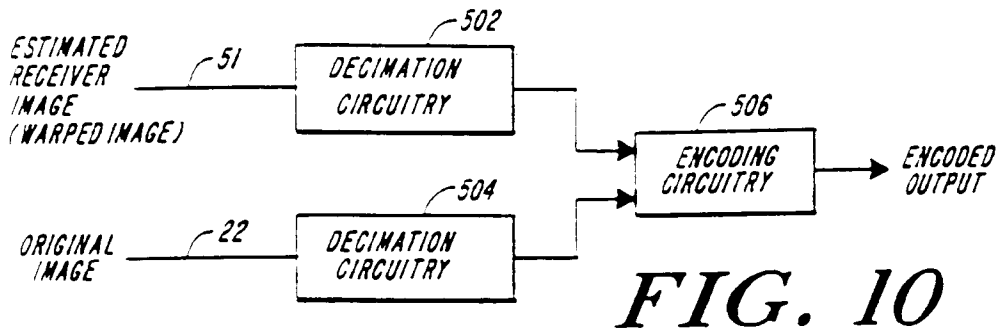 502
ESTIMATED
RECEIVER
IMAGE
(WARPED IMAGE)
51
DECIMATION
CIRCUITRY
506
ENCODING
CIRCUITRY
ENCODED
OUTPUT
504
ORIGINAL
IMAGE
22
DECIMATION
CIRCUITRY
FIG. 10